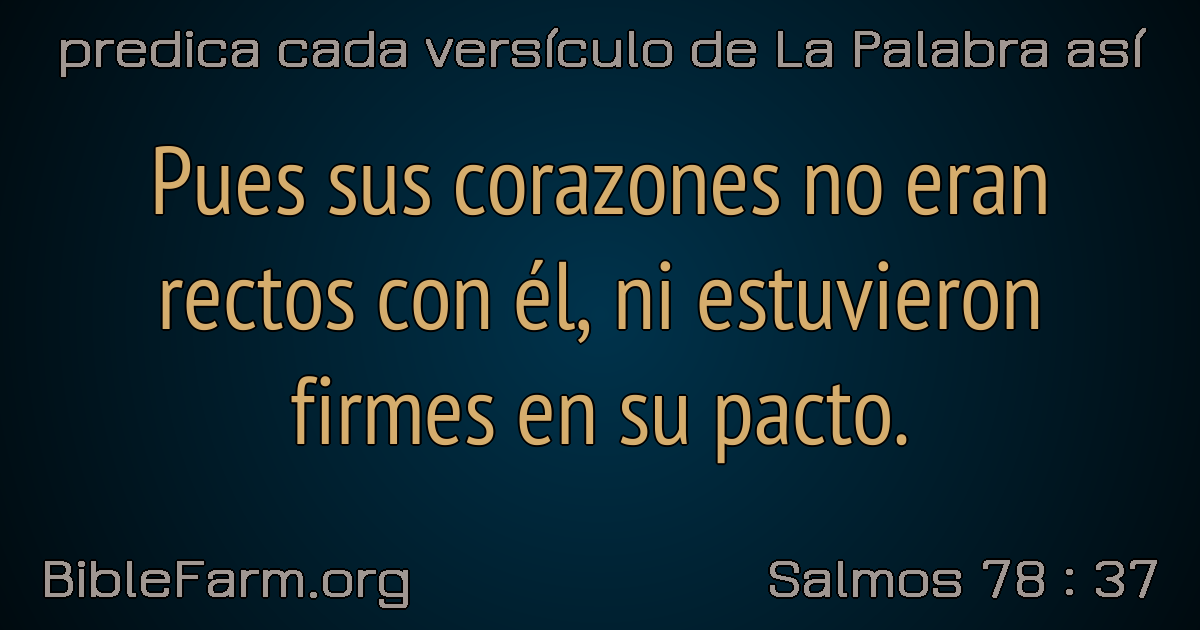 predica cada versículo de La Palabra así
Pues sus corazones no eran
rectos con él, ni estuvieron
firmes en su pacto.
BibleFarm.org
Salmos 78 : 37